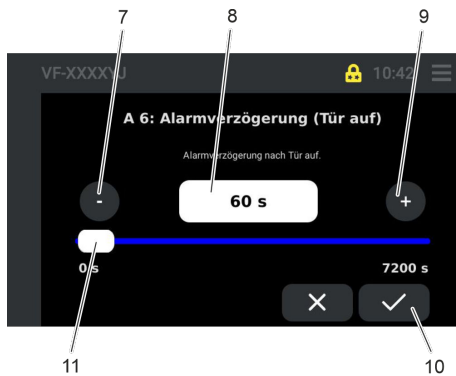 7 8 9
VF-XXXXYJ 10:42
A 6: Alarmverzögerung (Tür auf)
Alarmverzögerung nach Tür auf.
- 60 s +
0 s 7200 s
11 10